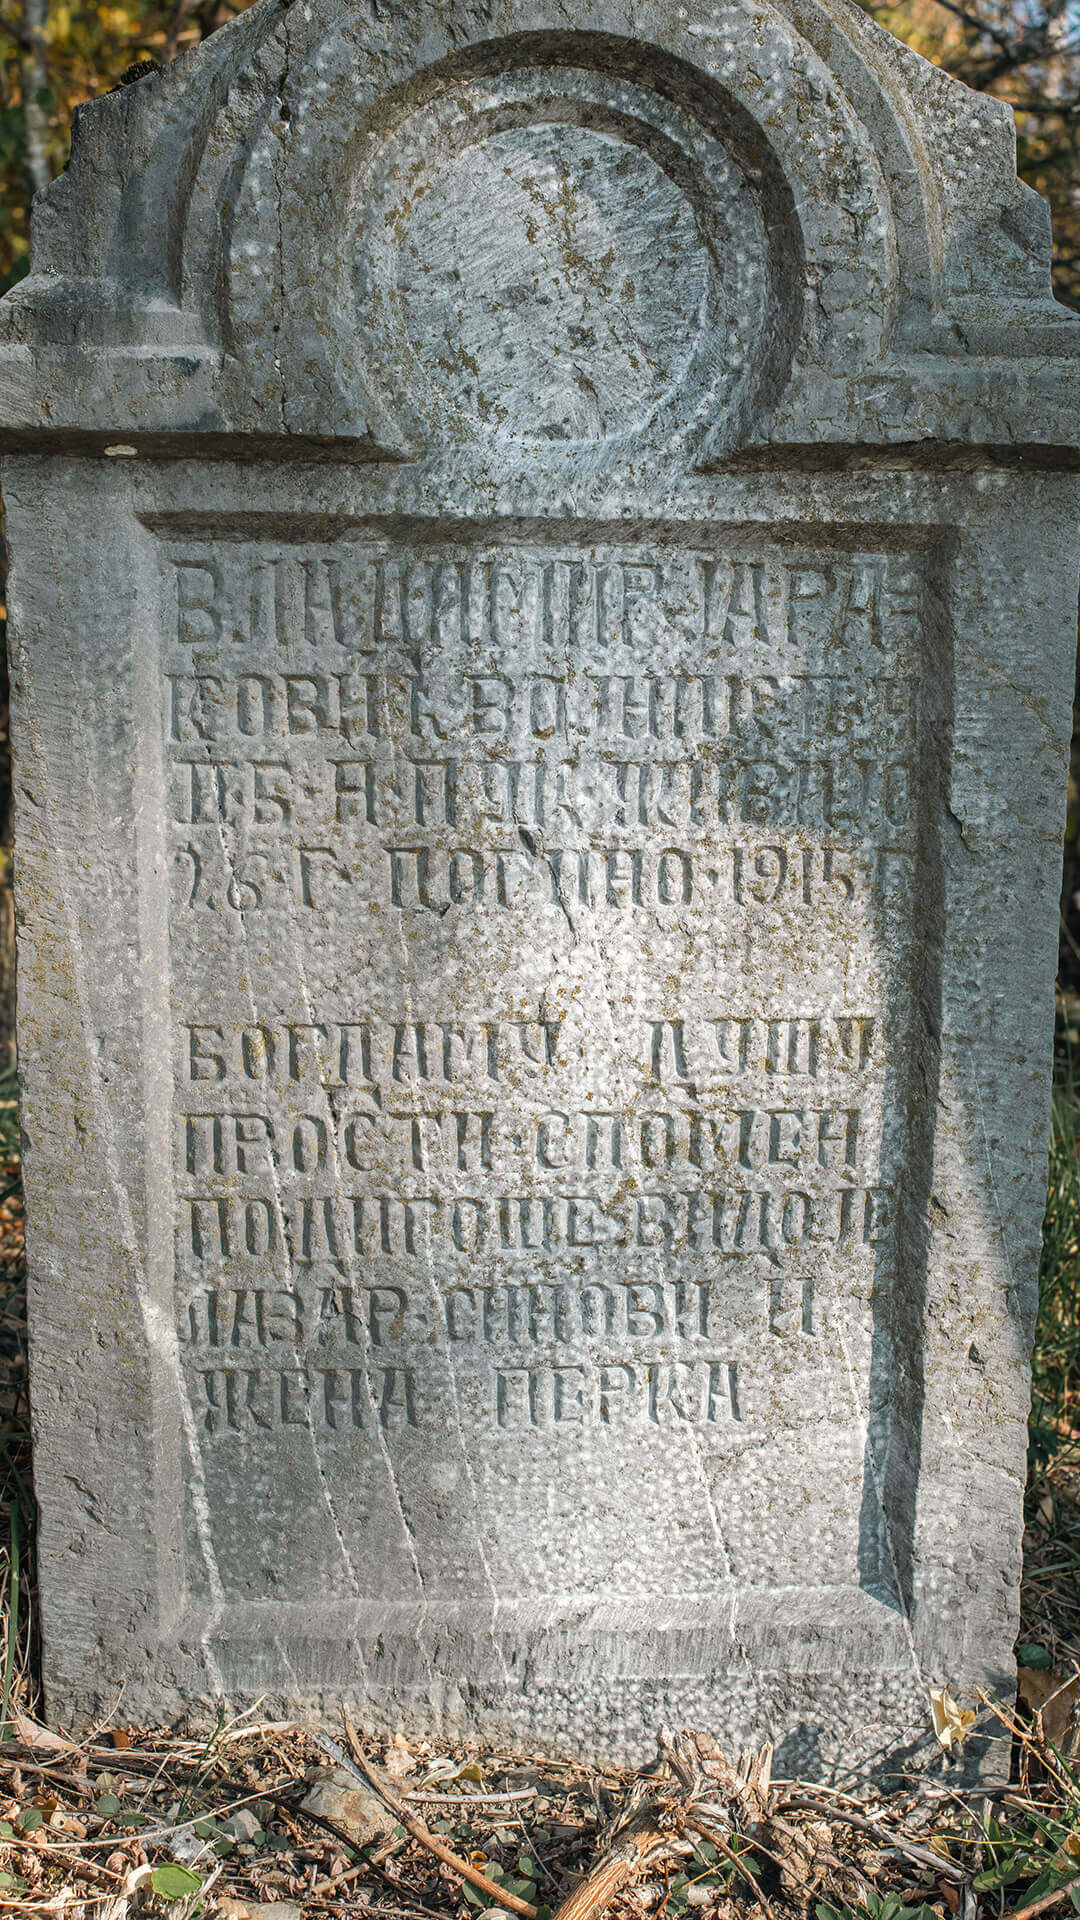 ВЛАДИМИР ЈАРА
КОВИЋ ВОЈНИК
Б Н ПУК ЖИВИО
26 Г ПОГИНО 1915 Г
БОГ ДА МУ ДУШУ
ПРОСТИ СПОМЕН
ПОДИГОШЕ ВИДОЈЕ
ЛАЗАР СИНОВИ И
ЖЕНА ПЕРКА